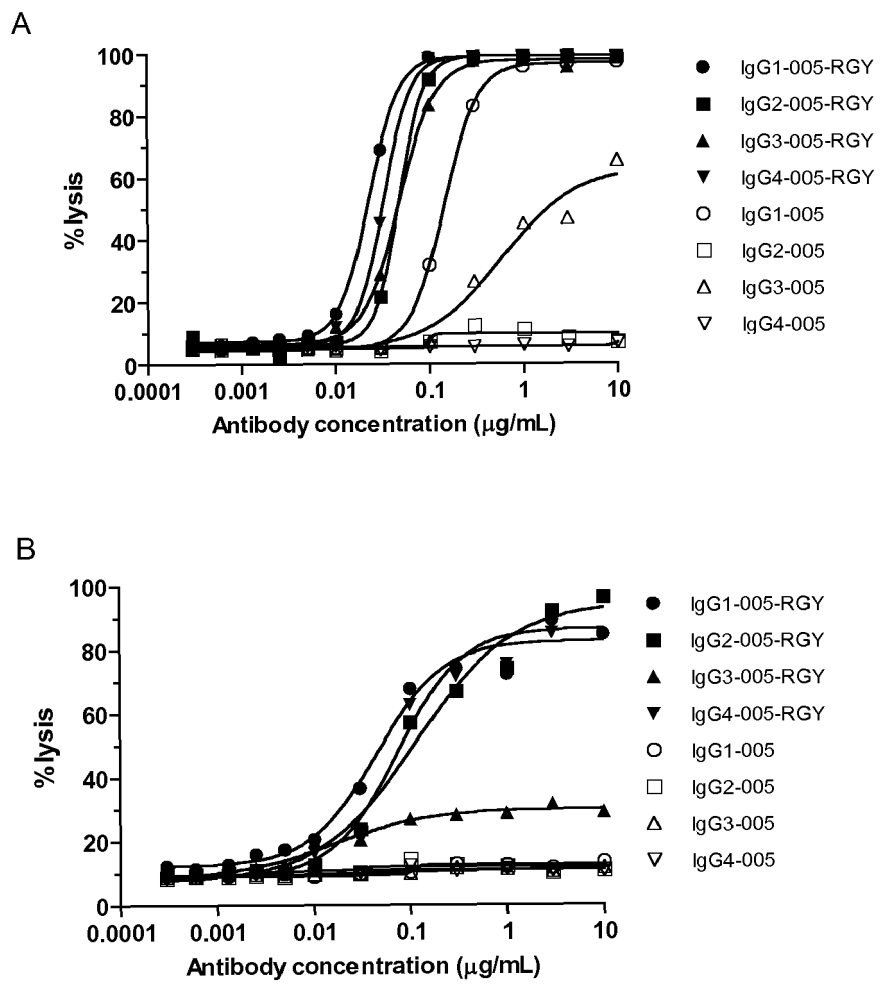 A
100
80
60
40
20
0
% lysis
0.0001 0.001 0.01 0.1 1 10
Antibody concentration (µg/mL)
IgG1-005-RGY
IgG2-005-RGY
IgG3-005-RGY
IgG4-005-RGY
IgG1-005
IgG2-005
IgG3-005
IgG4-005
B
100
80
60
40
20
0
% lysis
0.0001 0.001 0.01 0.1 1 10
Antibody concentration (µg/mL)
IgG1-005-RGY
IgG2-005-RGY
IgG3-005-RGY
IgG4-005-RGY
IgG1-005
IgG2-005
IgG3-005
IgG4-005